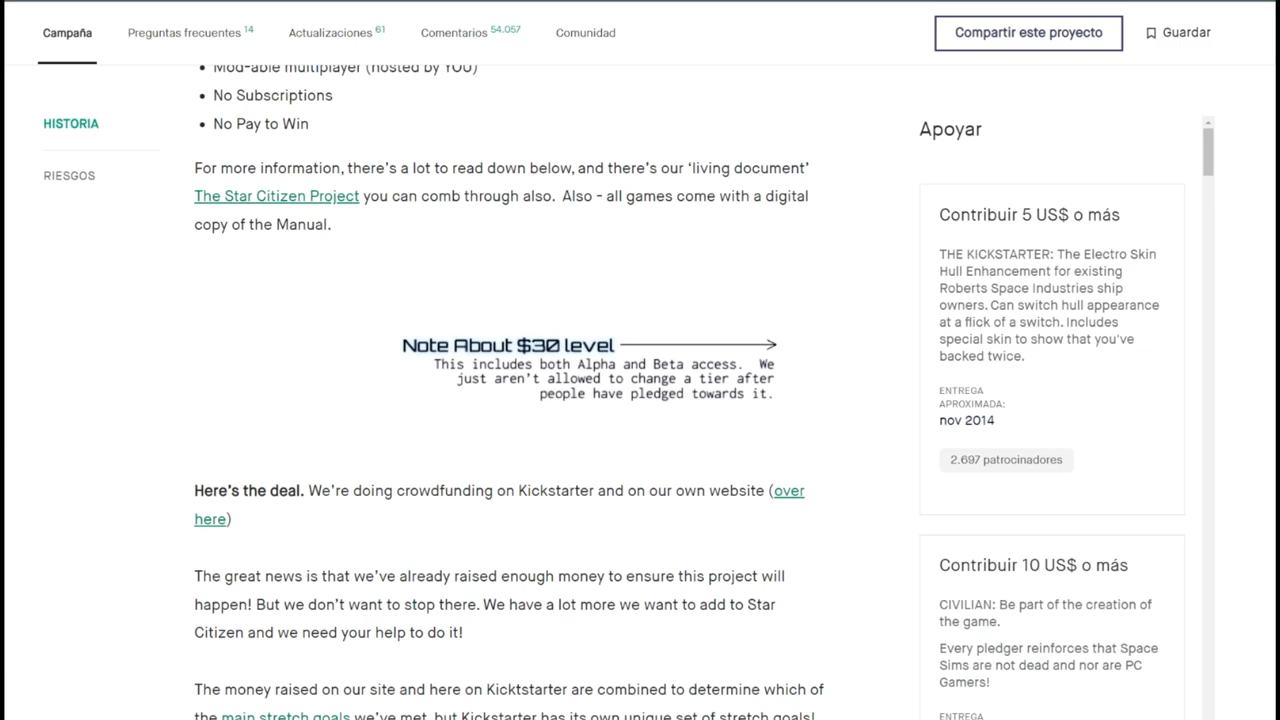 Campaña
Preguntas frecuentes 14
Actualizaciones 61
Comentarios 54.057
Comunidad
Compartir este proyecto
Guardar
HISTORIA
RIESGOS
• Mod-able multiplayer (hosted by YOU)
• No Subscriptions
• No Pay to Win
For more information, there's a lot to read down below, and there's our ‘living document’
The Star Citizen Project you can comb through also.  Also - all games come with a digital
copy of the Manual.
Note About $30 level
This includes both Alpha and Beta access.  We
just aren't allowed to change a tier after
people have pledged towards it.
Here's the deal. We're doing crowdfunding on Kickstarter and on our own website (over
here)
The great news is that we've already raised enough money to ensure this project will
happen! But we don't want to stop there. We have a lot more we want to add to Star
Citizen and we need your help to do it!
The money raised on our site and here on Kicktstarter are combined to determine which of
the main stretch goals we've met, but Kickstarter has its own unique set of stretch goals!
Apoyar
Contribuir 5 US$ o más
THE KICKSTARTER: The Electro Skin
Hull Enhancement for existing
Roberts Space Industries ship
owners. Can switch hull appearance
at a flick of a switch. Includes
special skin to show that you've
backed twice.
ENTREGA
APROXIMADA:
nov 2014
2.697 patrocinadores
Contribuir 10 US$ o más
CIVILIAN: Be part of the creation of
the game.
Every pledger reinforces that Space
Sims are not dead and nor are PC
Gamers!
ENTREGA